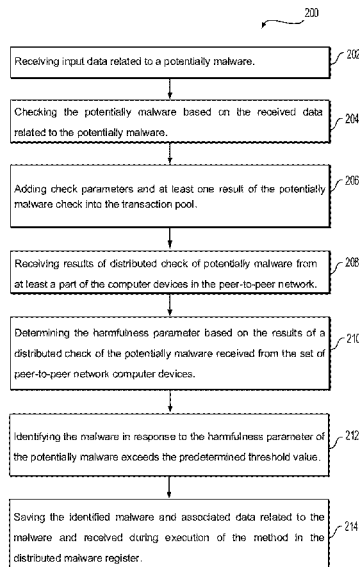 200
Receiving input data related to a potentially malware.
202
Checking the potentially malware based on the received data
related to the potentially malware.
204
Adding check parameters and at least one result of the potentially
malware check into the transaction pool.
206
Receiving results of distributed check of potentially malware from
at least a part of the computer devices in the peer-to-peer network.
208
Determining the harmfulness parameter based on the results of a
distributed check of the potentially malware received from the set of
peer-to-peer network computer devices.
210
Identifying the malware in response to the harmfulness parameter of
the potentially malware exceeds the predetermined threshold value.
212
Saving the identified malware and associated data related to the
malware and received during execution of the method in the
distributed malware register.
214